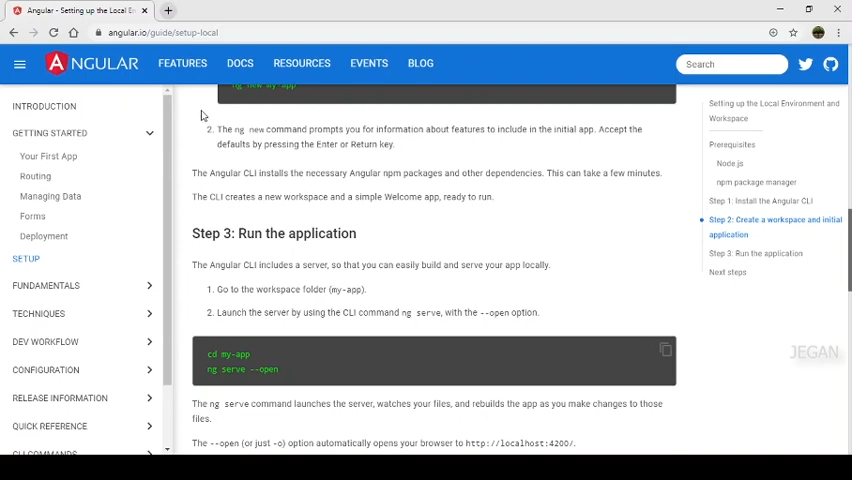 Angular - Setting up the Local E
angular.io/guide/setup-local
ANGULAR
FEATURES
DOCS
RESOURCES
EVENTS
BLOG
Search
INTRODUCTION
GETTING STARTED
Your First App
Routing
Managing Data
Forms
Deployment
SETUP
FUNDAMENTALS
TECHNIQUES
DEV WORKFLOW
CONFIGURATION
RELEASE INFORMATION
QUICK REFERENCE
CLI COMMANDS
ng new my-app
2. The ng new command prompts you for information about features to include in the initial app. Accept the
defaults by pressing the Enter or Return key.
The Angular CLI installs the necessary Angular npm packages and other dependencies. This can take a few minutes.
The CLI creates a new workspace and a simple Welcome app, ready to run.
Step 3: Run the application
The Angular CLI includes a server, so that you can easily build and serve your app locally.
1. Go to the workspace folder (my-app).
2. Launch the server by using the CLI command ng serve, with the --open option.
cd my-app
ng serve --open
The ng serve command launches the server, watches your files, and rebuilds the app as you make changes to those
files.
The --open (or just -o) option automatically opens your browser to http://localhost:4200/.
Setting up the Local Environment and
Workspace
Prerequisites
Node.js
npm package manager
Step 1: Install the Angular CLI
Step 2: Create a workspace and initial
application
Step 3: Run the application
Next steps
JEGAN